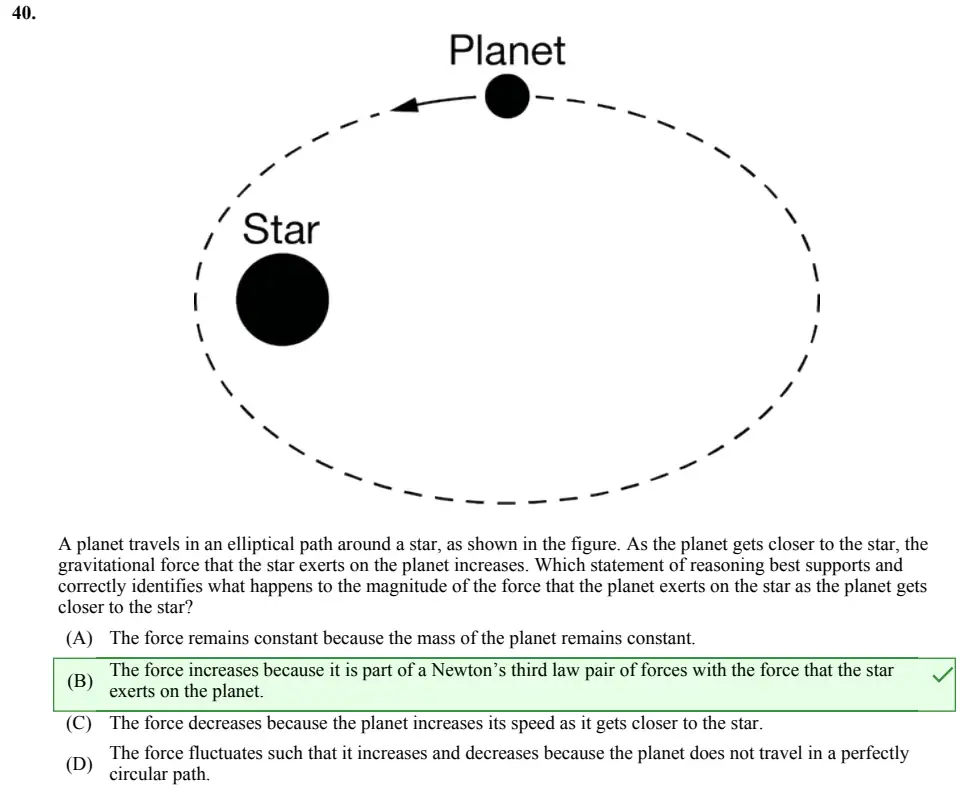 40.
Planet
Star
A planet travels in an elliptical path around a star, as shown in the figure. As the planet gets closer to the star, the
gravitational force that the star exerts on the planet increases. Which statement of reasoning best supports and
correctly identifies what happens to the magnitude of the force that the planet exerts on the star as the planet gets
closer to the star?
(A) The force remains constant because the mass of the planet remains constant.
(B) The force increases because it is part of a Newton’s third law pair of forces with the force that the star
exerts on the planet.
(C) The force decreases because the planet increases its speed as it gets closer to the star.
(D) The force fluctuates such that it increases and decreases because the planet does not travel in a perfectly
circular path.